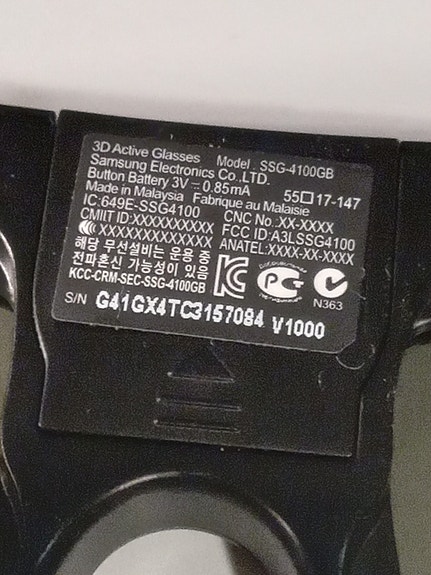 3D Active Glasses Model . SSG-4100GB
Samsung Electronics Co.,LTD.
Button Battery 3V ⎓ 0.85mA 55□17-147
Made in Malaysia Fabrique au Malaisie
IC:649E-SSG4100 CNC No.:XX-XXXX
CMIIT ID:XXXXXXXXXX FCC ID:A3LSSG4100
XXXXXXXXXXXXXX ANATEL:XXXX-XX-XXXX
해당 무선설비는 운용 중
전파혼신 가능성이 있음
KCC-CRM-SEC-SSG-4100GB
N363
S/N G41GX4TC3157084 V1000